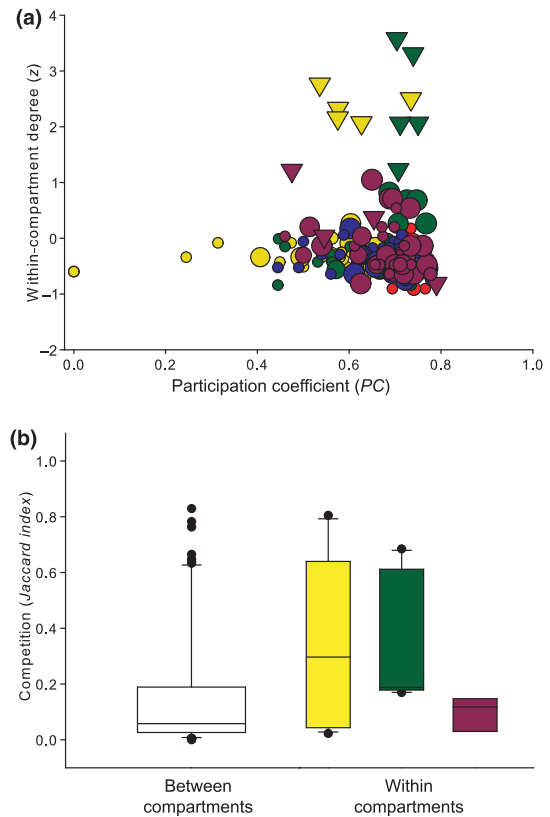 (a)
4
3
2
1
0
–1
–2
Within-compartment degree (z)
0.0
0.2
0.4
0.6
0.8
1.0
Participation coefficient (PC)
(b)
1.0
0.8
0.6
0.4
0.2
0.0
Competition (Jaccard index)
Between
compartments
Within
compartments